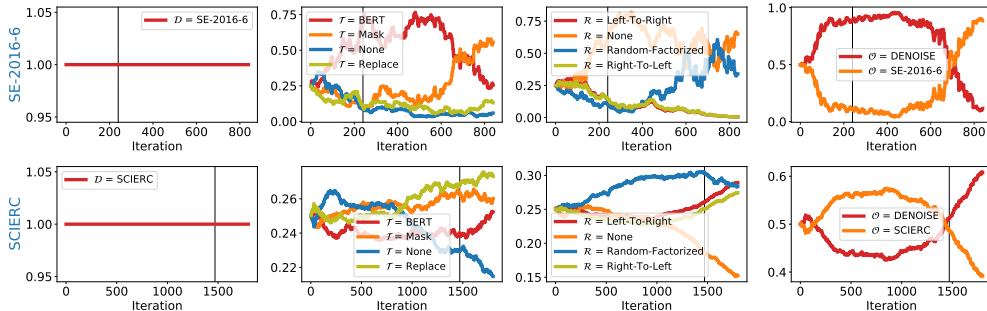 SE-2016-6
1.05
1.00
0.95
𝒟 = SE-2016-6
0 200 400 600 800
Iteration
0.75
0.50
0.25
𝒯 = BERT
𝒯 = Mask
𝒯 = None
𝒯 = Replace
0 200 400 600 800
Iteration
0.75
0.50
0.25
0.00
ℛ = Left-To-Right
ℛ = None
ℛ = Random-Factorized
ℛ = Right-To-Left
0 200 400 600 800
Iteration
1.0
0.5
0.0
𝒪 = DENOISE
𝒪 = SE-2016-6
0 200 400 600 800
Iteration
SCIERC
1.05
1.00
0.95
𝒟 = SCIERC
0 500 1000 1500
Iteration
0.26
0.24
0.22
𝒯 = BERT
𝒯 = Mask
𝒯 = None
𝒯 = Replace
0 500 1000 1500
Iteration
0.30
0.25
0.20
0.15
ℛ = Left-To-Right
ℛ = None
ℛ = Random-Factorized
ℛ = Right-To-Left
0 500 1000 1500
Iteration
0.6
0.5
0.4
𝒪 = DENOISE
𝒪 = SCIERC
0 500 1000 1500
Iteration